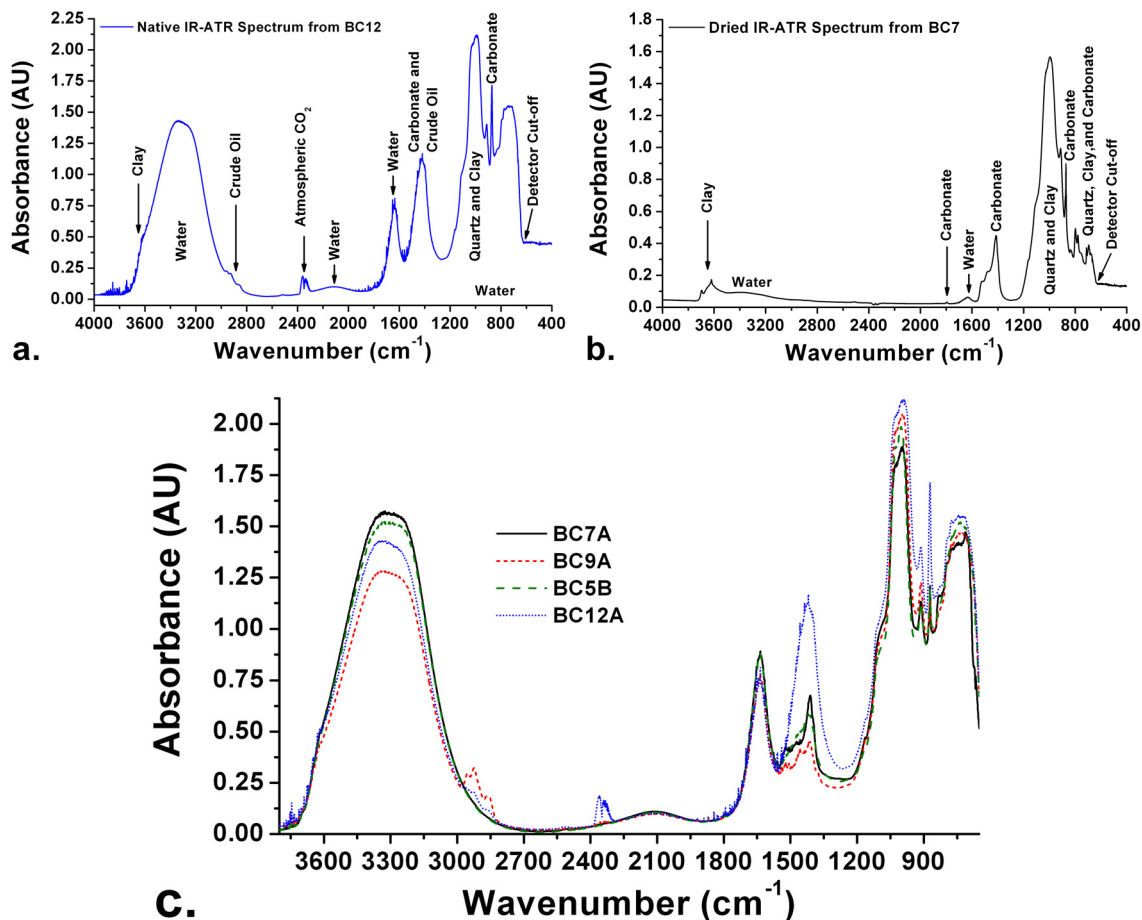 Native IR-ATR Spectrum from BC12
Absorbance (AU)
2.25
2.00
1.75
1.50
1.25
1.00
0.75
0.50
0.25
0.00
Clay
Water
Crude Oil
Atmospheric CO2
Water
Water
Carbonate and
Crude Oil
Quartz and Clay
Carbonate
Water
Detector Cut-off
4000 3600 3200 2800 2400 2000 1600 1200 800 400
Wavenumber (cm-1)
a.
Dried IR-ATR Spectrum from BC7
Absorbance (AU)
1.8
1.6
1.4
1.2
1.0
0.8
0.6
0.4
0.2
0.0
Clay
Water
Carbonate
Water
Carbonate
Quartz and Clay
Carbonate
Quartz, Clay,and Carbonate
Detector Cut-off
4000 3600 3200 2800 2400 2000 1600 1200 800 400
Wavenumber (cm-1)
b.
Absorbance (AU)
2.00
1.75
1.50
1.25
1.00
0.75
0.50
0.25
0.00
BC7A
BC9A
BC5B
BC12A
3600 3300 3000 2700 2400 2100 1800 1500 1200 900
Wavenumber (cm-1)
c.